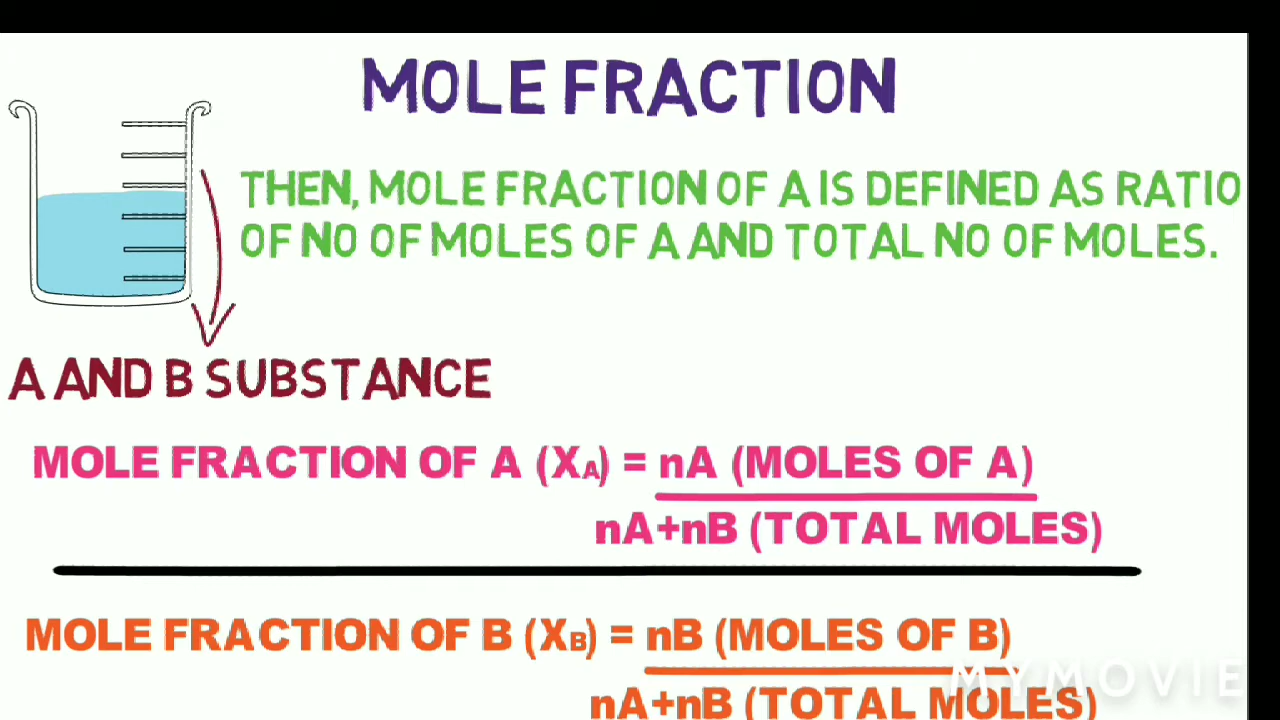 MOLE FRACTION
THEN, MOLE FRACTION OF A IS DEFINED AS RATIO
OF NO OF MOLES OF A AND TOTAL NO OF MOLES.
A AND B SUBSTANCE
MOLE FRACTION OF A (XA) = nA (MOLES OF A)
nA+nB (TOTAL MOLES)
MOLE FRACTION OF B (XB) = nB (MOLES OF B)
nA+nB (TOTAL MOLES)
MYMOVIE